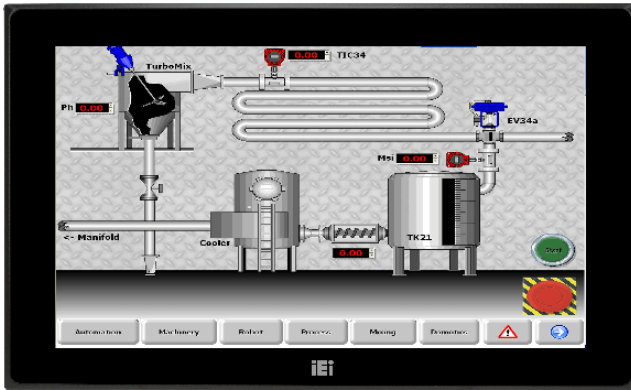 0.00 TIC34
TurboMix
Ph 0.00
EV34a
Msi 0.00
<- Manifold
Cooler
TK21
Start
0.00
Automation Machinery Robot Process Mixing Domotics
iEi